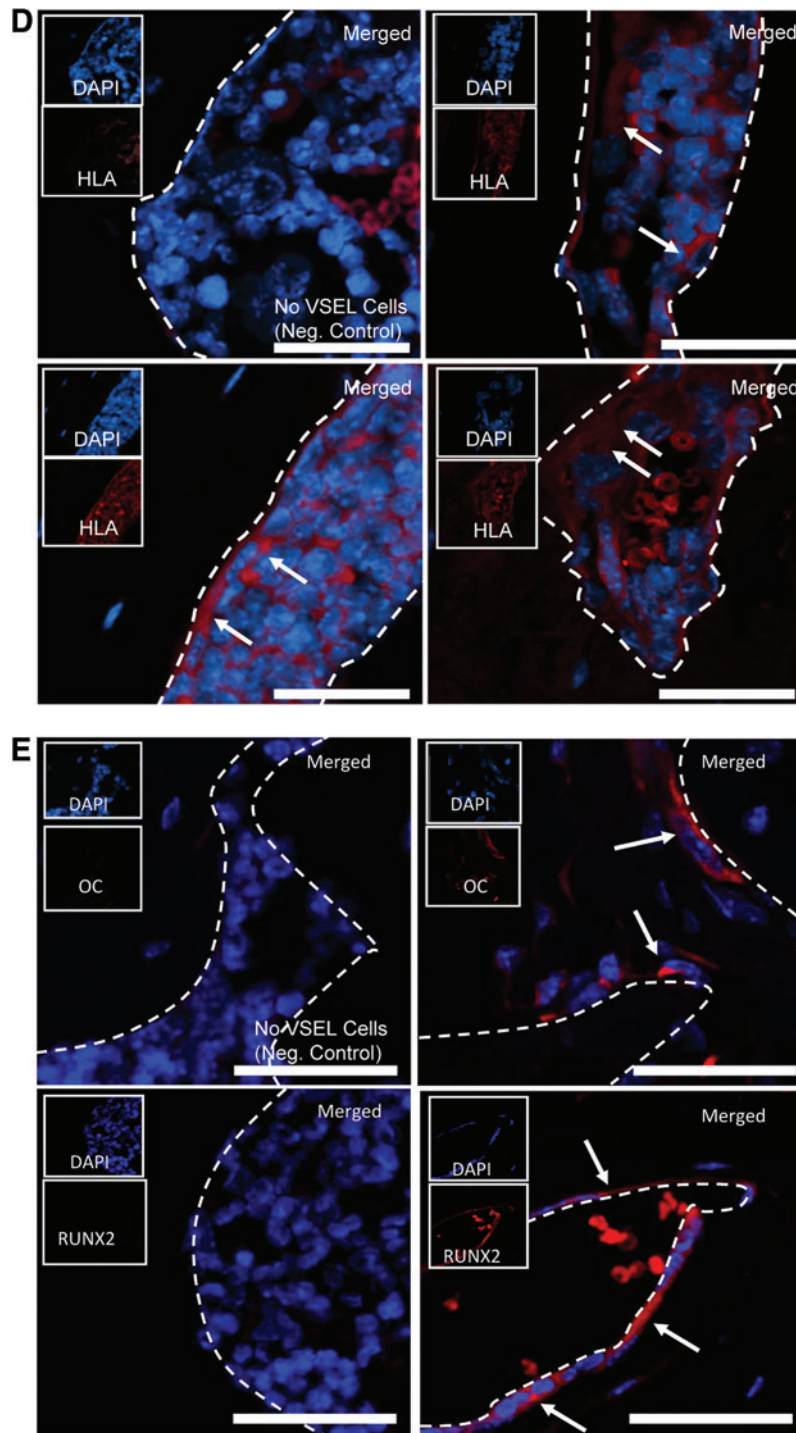 D
Merged
DAPI
HLA
No VSEL Cells
(Neg. Control)
Merged
DAPI
HLA
Merged
DAPI
HLA
Merged
DAPI
HLA
E
Merged
DAPI
OC
No VSEL Cells
(Neg. Control)
Merged
DAPI
OC
Merged
DAPI
RUNX2
Merged
DAPI
RUNX2